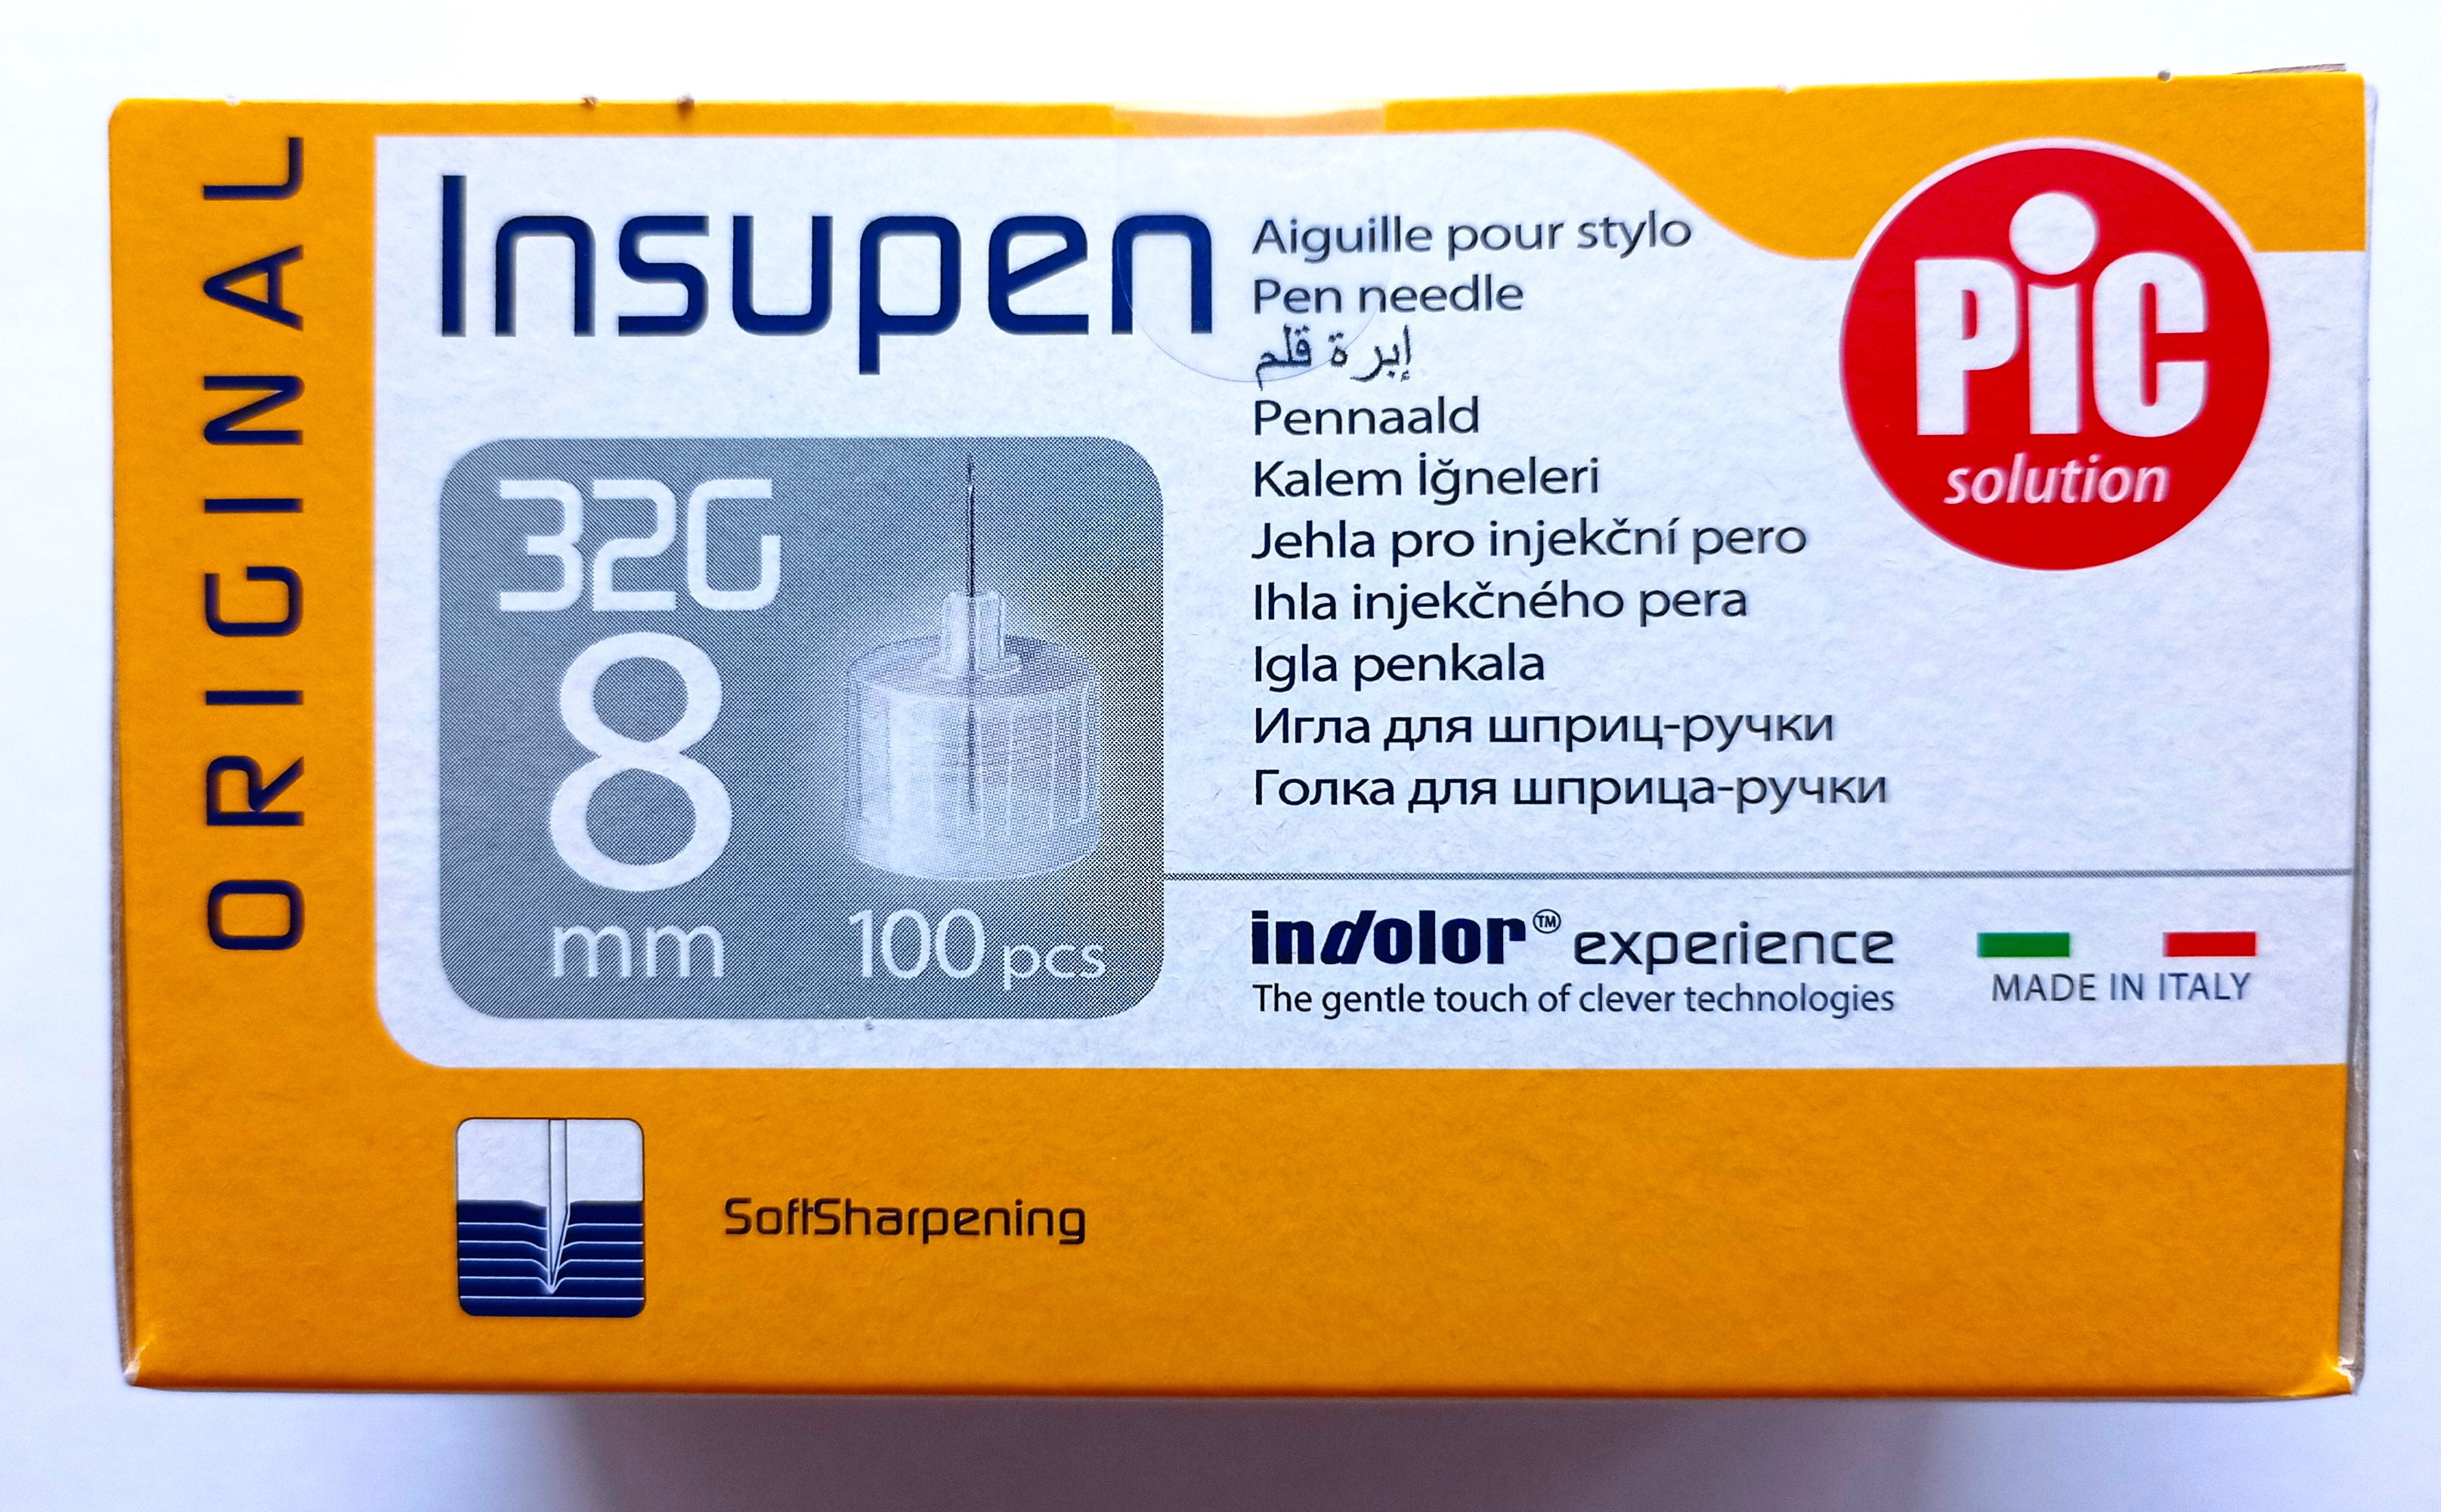 ORIGINAL
Insupen
Aiguille pour stylo
Pen needle
إبرة قلم
Pennaald
Kalem İğneleri
Jehla pro injekční pero
Ihla injekčného pera
Igla penkala
Игла для шприц-ручки
Голка для шприца-ручки
PiC
solution
32G
8
mm
100 pcs
indolor™ experience
The gentle touch of clever technologies
MADE IN ITALY
SoftSharpening